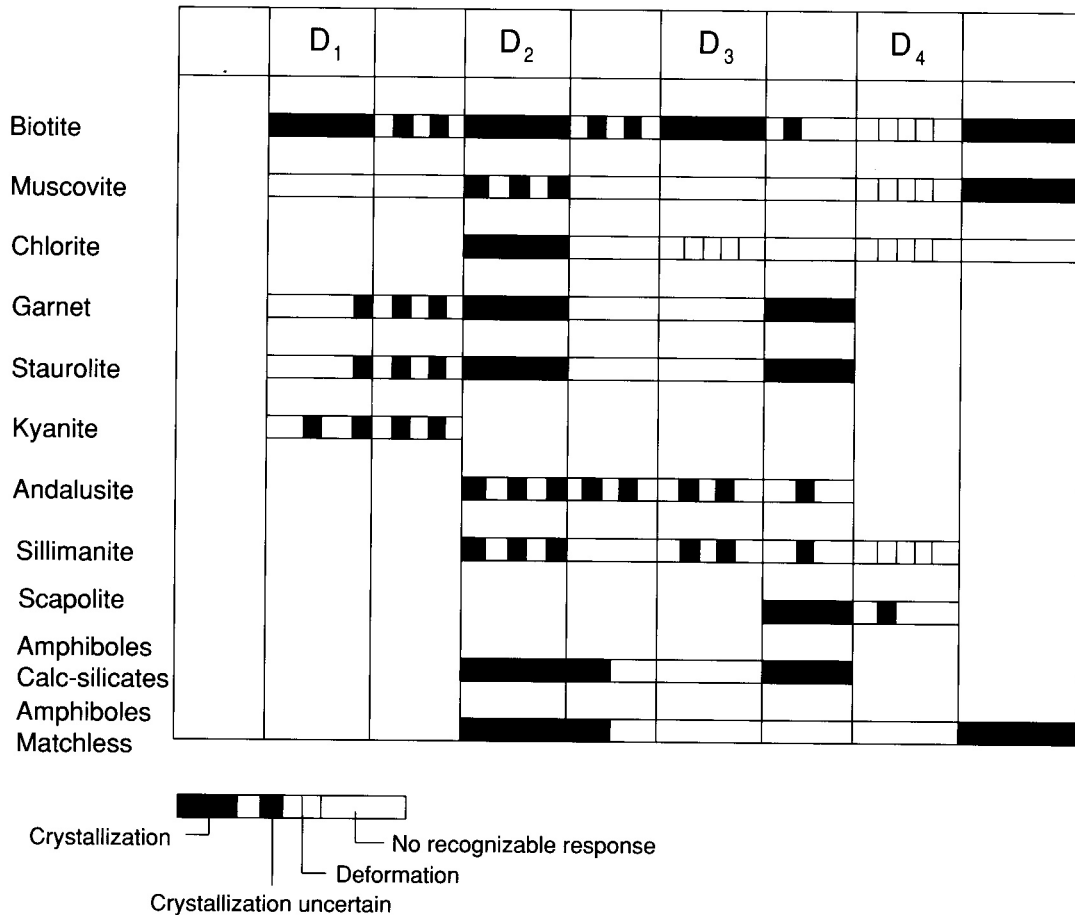 D1 D2 D3 D4
Biotite
Muscovite
Chlorite
Garnet
Staurolite
Kyanite
Andalusite
Sillimanite
Scapolite
Amphiboles
Calc-silicates
Amphiboles
Matchless
Crystallization
No recognizable response
Deformation
Crystallization uncertain